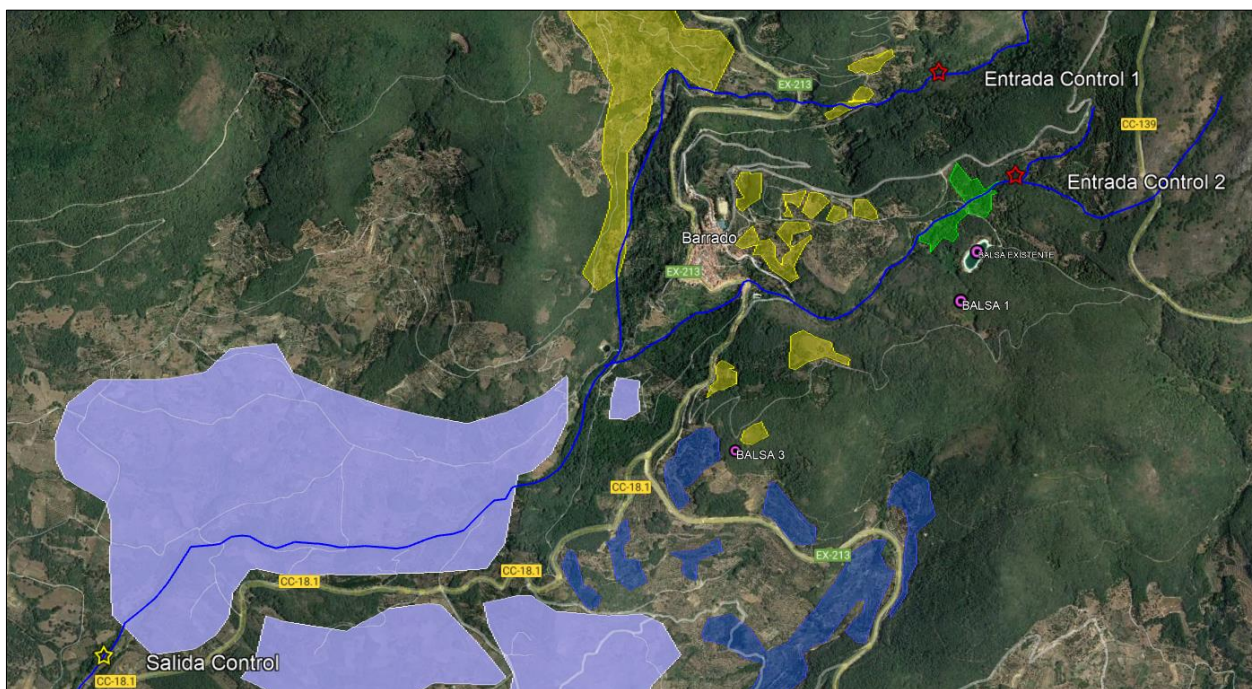 EX-213
Entrada Control 1
CC-139
Entrada Control 2
Barrado
BALSA EXISTENTE
EX-213
BALSA 1
BALSA 3
CC-18.1
EX-213
CC-18.1
CC-18.1
Salida Control
CC-18.1